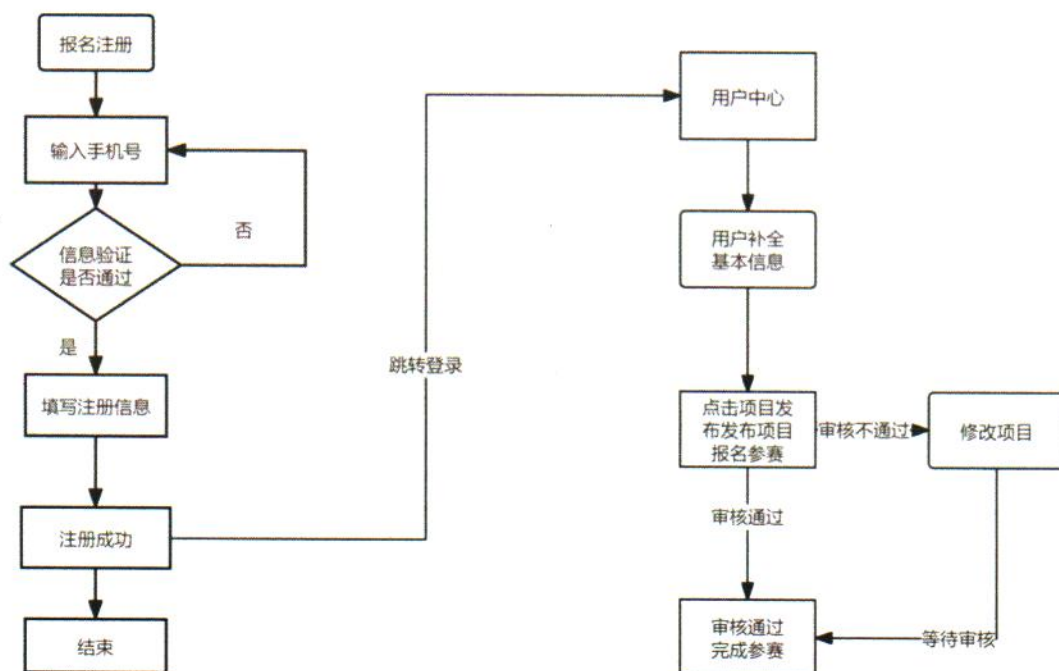 报名注册
输入手机号
否
信息验证
是否通过
是
填写注册信息
注册成功
结束
跳转登录
用户中心
用户补全
基本信息
点击项目发
布发布项目
报名参赛
审核不通过
修改项目
审核通过
审核通过
完成参赛
等待审核